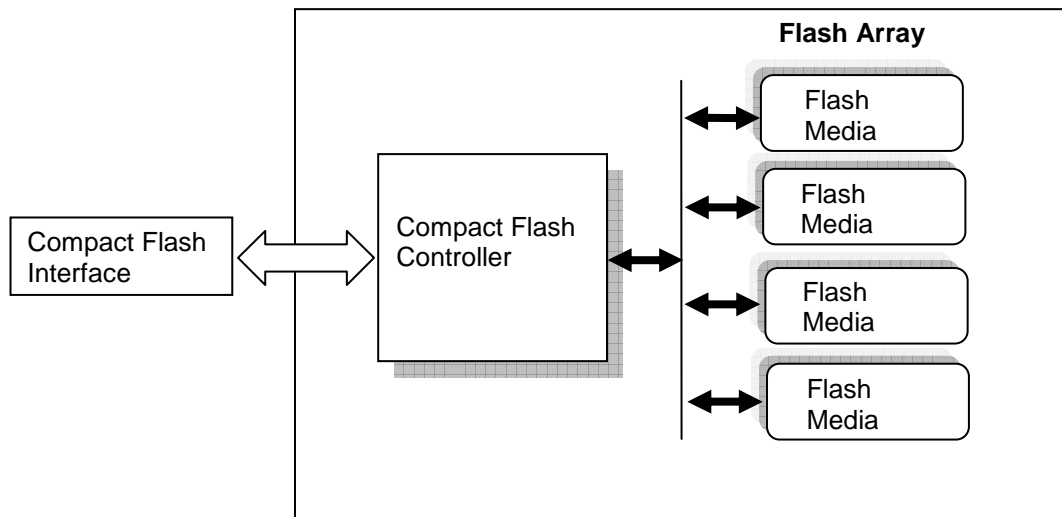 Flash Array
Flash
Media
Flash
Media
Compact Flash
Controller
Compact Flash
Interface
Flash
Media
Flash
Media